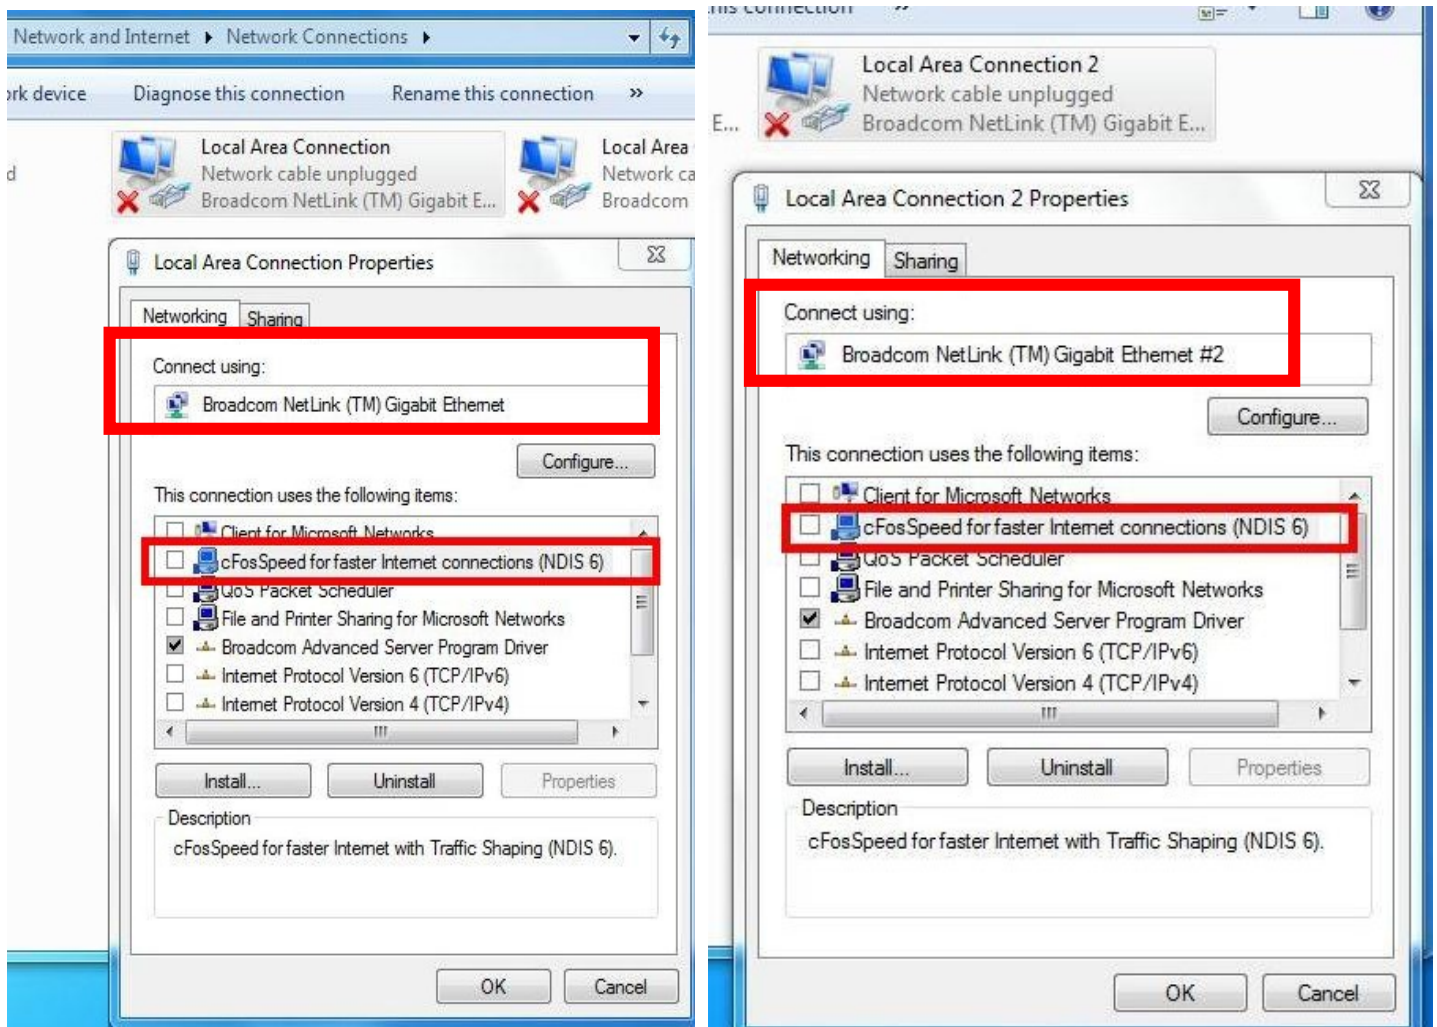 Network and Internet Network Connections
device
Diagnose this connection
Rename this connection
»
Local Area Connection
Network cable unplugged
Broadcom NetLink (TM) Gigabit E...
Local Area
Network ca
Broadcom
Local Area Connection Properties
Networking
Sharing
Connect using:
Broadcom NetLink (TM) Gigabit Ethernet
Configure...
This connection uses the following items:
Client for Microsoft Networks
cFosSpeed for faster Internet connections (NDIS 6)
QoS Packet Scheduler
File and Printer Sharing for Microsoft Networks
Broadcom Advanced Server Program Driver
Internet Protocol Version 6 (TCP/IPv6)
Internet Protocol Version 4 (TCP/IPv4)
Install...
Uninstall
Properties
Description
cFosSpeed for faster Internet with Traffic Shaping (NDIS 6).
OK
Cancel
this connection
»
E...
Local Area Connection 2
Network cable unplugged
Broadcom NetLink (TM) Gigabit E...
Local Area Connection 2 Properties
Networking
Sharing
Connect using:
Broadcom NetLink (TM) Gigabit Ethernet #2
Configure...
This connection uses the following items:
Client for Microsoft Networks
cFosSpeed for faster Internet connections (NDIS 6)
QoS Packet Scheduler
File and Printer Sharing for Microsoft Networks
Broadcom Advanced Server Program Driver
Internet Protocol Version 6 (TCP/IPv6)
Internet Protocol Version 4 (TCP/IPv4)
Install...
Uninstall
Properties
Description
cFosSpeed for faster Internet with Traffic Shaping (NDIS 6).
OK
Cancel